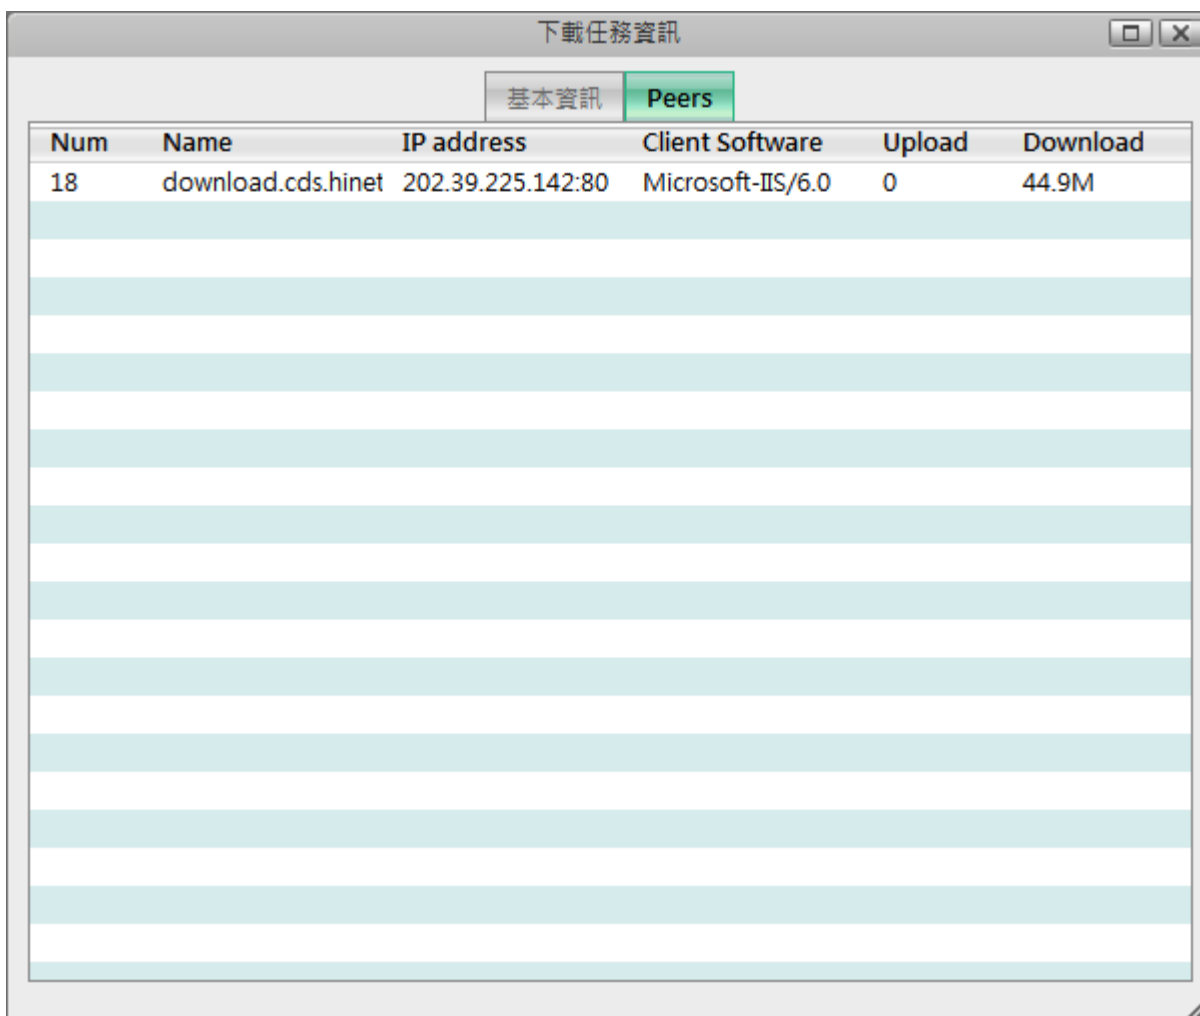 下載任務資訊
基本資訊 Peers
Num Name IP address Client Software Upload Download
18 download.cds.hinet 202.39.225.142:80 Microsoft-IIS/6.0 0 44.9M